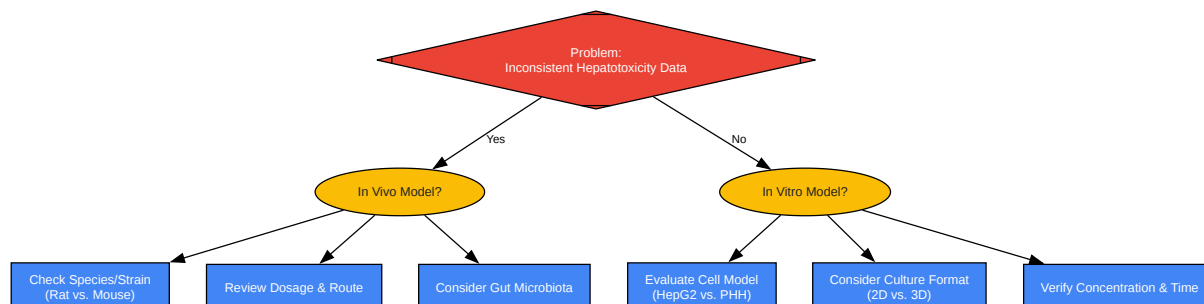 Problem:
Inconsistent Hepatotoxicity Data
Yes
No
In Vivo Model?
In Vitro Model?
Check Species/Strain
(Rat vs. Mouse)
Review Dosage & Route
Consider Gut Microbiota
Evaluate Cell Model
(HepG2 vs. PHH)
Consider Culture Format
(2D vs. 3D)
Verify Concentration & Time